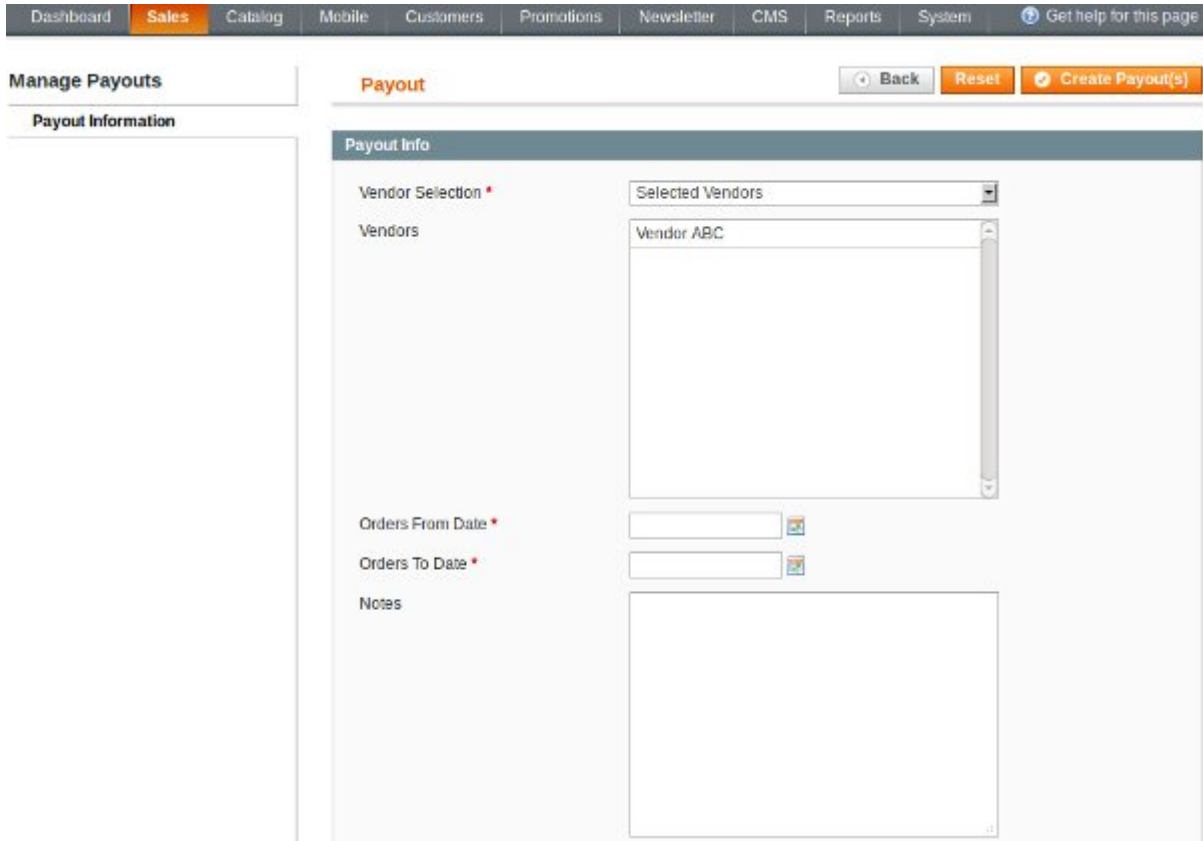 Dashboard Sales Catalog Mobile Customers Promotions Newsletter CMS Reports System Get help for this page
Manage Payouts
Payout Information
Payout Back Reset Create Payout(s)
Payout Info
Vendor Selection * Selected Vendors
Vendors Vendor ABC
Orders From Date *
Orders To Date *
Notes